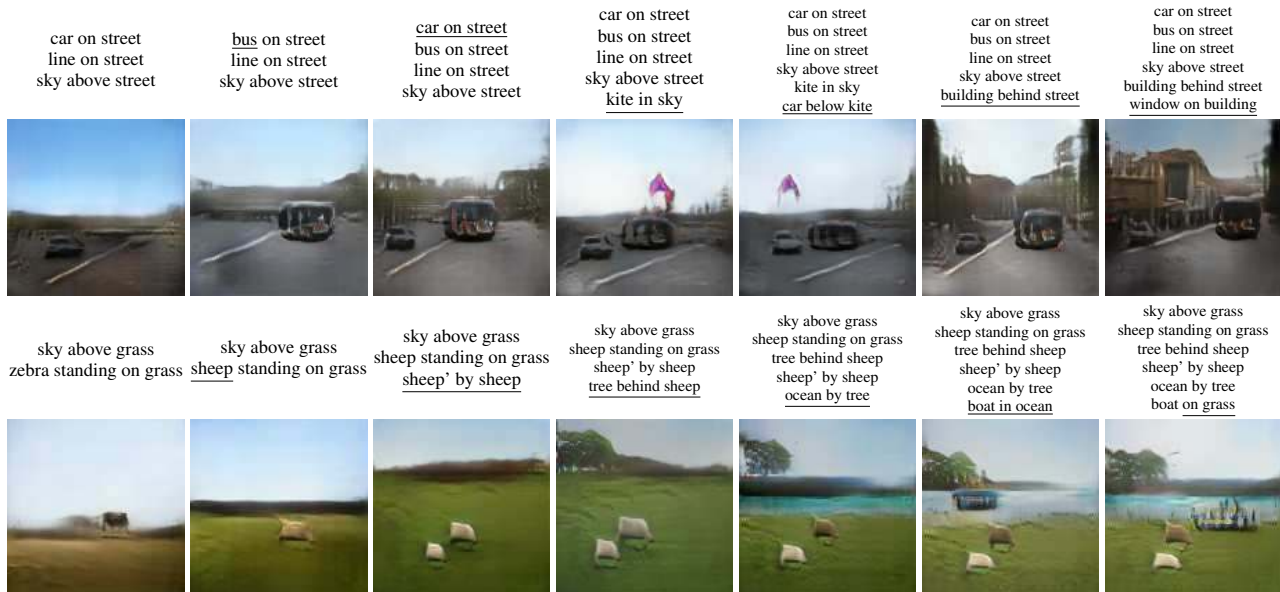 car on street
line on street
sky above street
bus on street
line on street
sky above street
car on street
bus on street
line on street
sky above street
car on street
bus on street
line on street
sky above street
kite in sky
car on street
bus on street
line on street
sky above street
kite in sky
car below kite
car on street
bus on street
line on street
sky above street
building behind street
car on street
bus on street
line on street
sky above street
building behind street
window on building
sky above grass
zebra standing on grass
sky above grass
sheep standing on grass
sky above grass
sheep standing on grass
sheep' by sheep
sky above grass
sheep standing on grass
sheep' by sheep
tree behind sheep
sky above grass
sheep standing on grass
tree behind sheep
sheep' by sheep
ocean by tree
sky above grass
sheep standing on grass
tree behind sheep
sheep' by sheep
ocean by tree
boat in ocean
sky above grass
sheep standing on grass
tree behind sheep
sheep' by sheep
ocean by tree
boat on grass